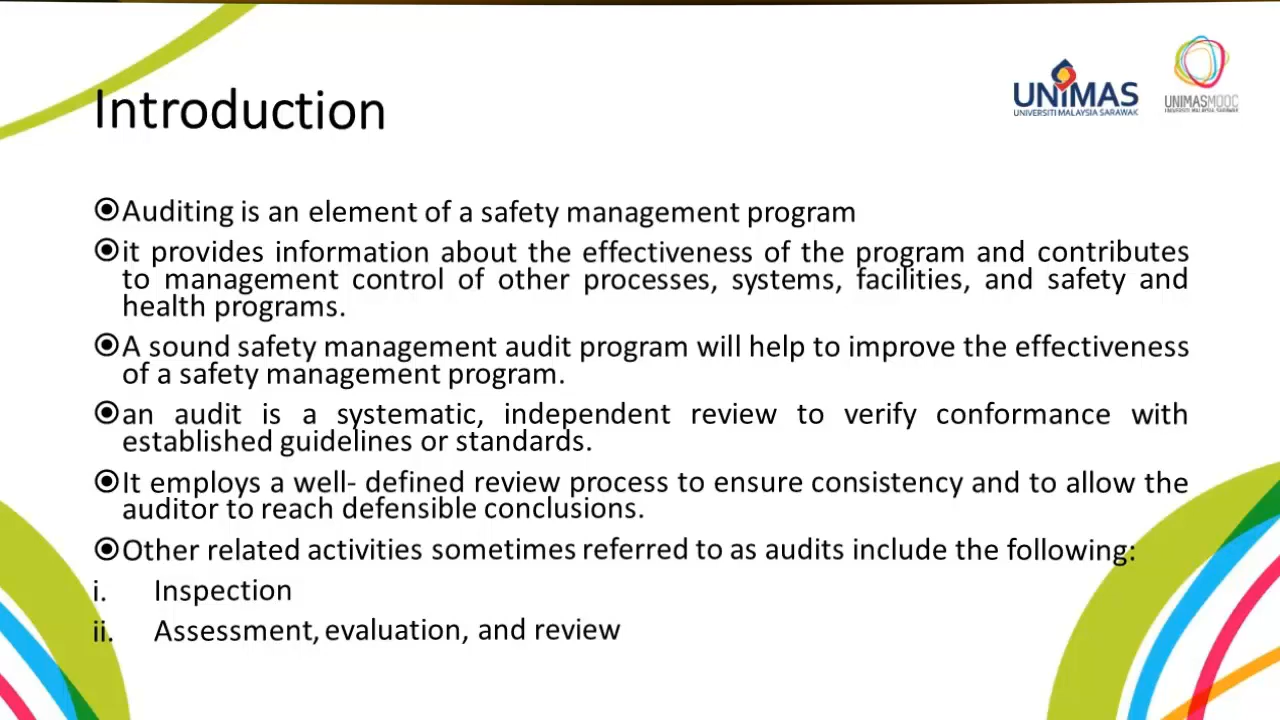 Introduction
UNIMAS
UNIVERSITI MALAYSIA SARAWAK
UNIMASMOOC
UNIVERSITI MALAYSIA SARAWAK
Auditing is an element of a safety management program
it provides information about the effectiveness of the program and contributes
to management control of other processes, systems, facilities, and safety and
health programs.
A sound safety management audit program will help to improve the effectiveness
of a safety management program.
an audit is a systematic, independent review to verify conformance with
established guidelines or standards.
It employs a well- defined review process to ensure consistency and to allow the
auditor to reach defensible conclusions.
Other related activities sometimes referred to as audits include the following:
i. Inspection
ii. Assessment, evaluation, and review